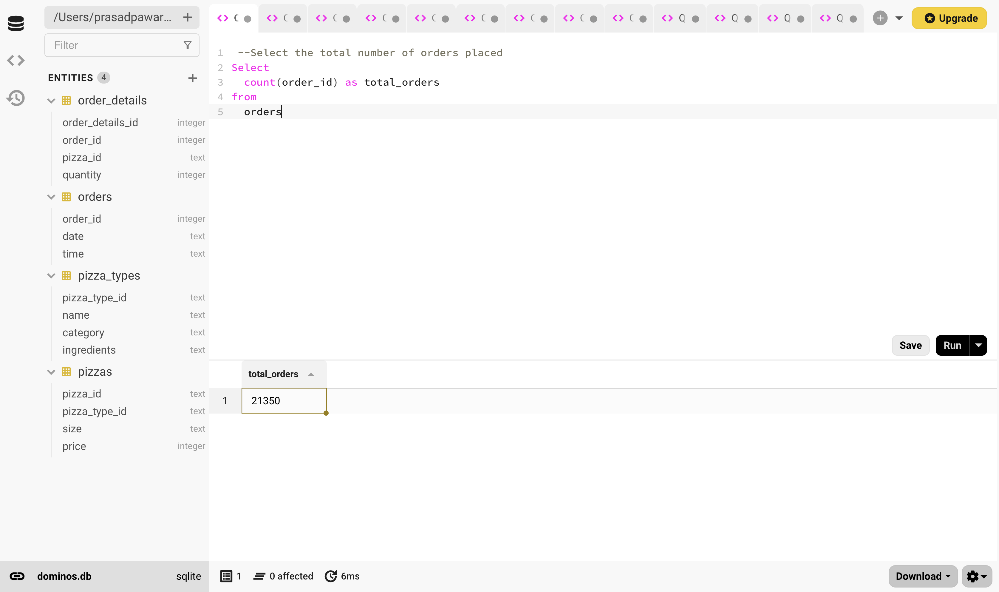 /Users/prasadpawar...
Upgrade
Filter
ENTITIES 4
order_details
order_details_id integer
order_id integer
pizza_id text
quantity integer
orders
order_id integer
date text
time text
pizza_types
pizza_type_id text
name text
category text
ingredients text
pizzas
pizza_id text
pizza_type_id text
size text
price integer
dominos.db sqlite
1 --Select the total number of orders placed
2 Select
3 count(order_id) as total_orders
4 from
5 orders
Save Run
total_orders
1 21350
1 0 affected 6ms
Download